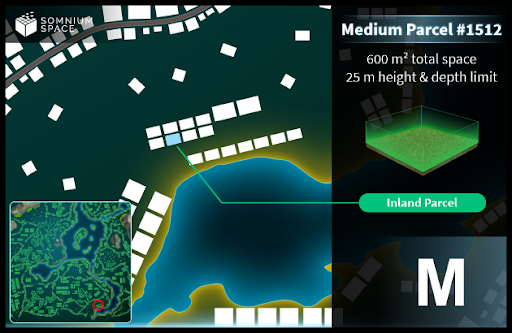 SOMNIUM
SPACE
Medium Parcel #1512
600 m² total space
25 m height & depth limit
Inland Parcel
M